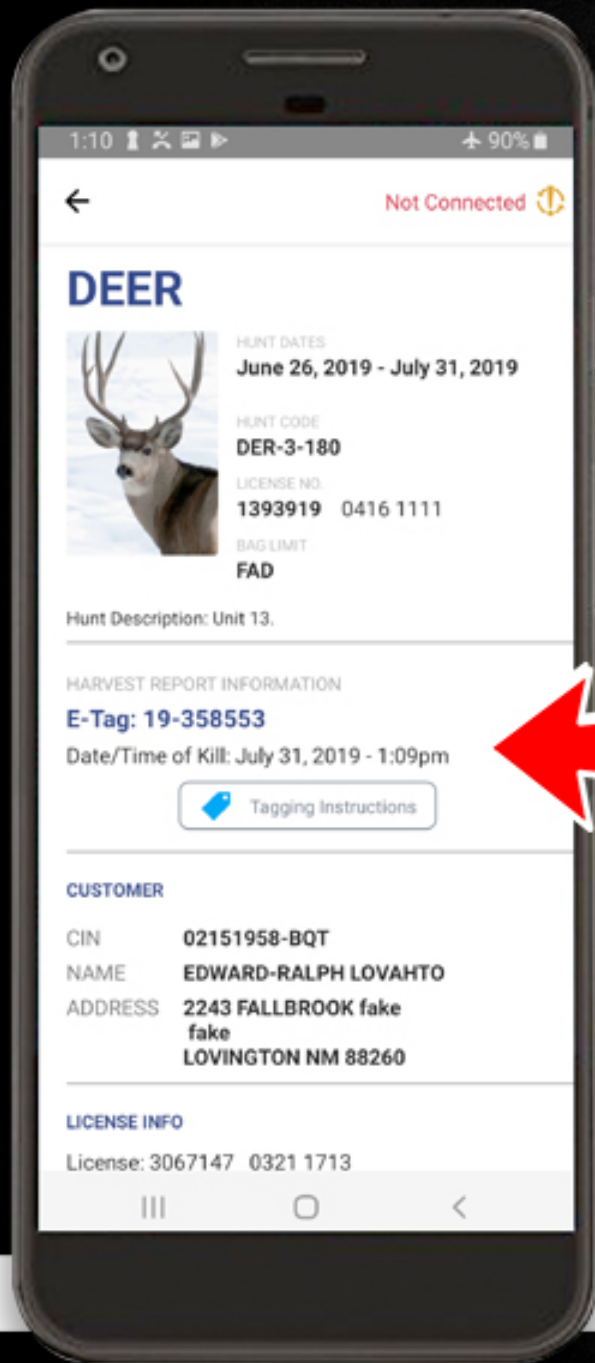 1:10 90%
Not Connected
DEER
HUNT DATES
June 26, 2019 - July 31, 2019
HUNT CODE
DER-3-180
LICENSE NO.
1393919 0416 1111
BAG LIMIT
FAD
Hunt Description: Unit 13.
HARVEST REPORT INFORMATION
E-Tag: 19-358553
Date/Time of Kill: July 31, 2019 - 1:09pm
Tagging Instructions
CUSTOMER
CIN 02151958-BQT
NAME EDWARD-RALPH LOVAHTO
ADDRESS 2243 FALLBROOK fake
fake
LOVINGTON NM 88260
LICENSE INFO
License: 3067147 0321 1713